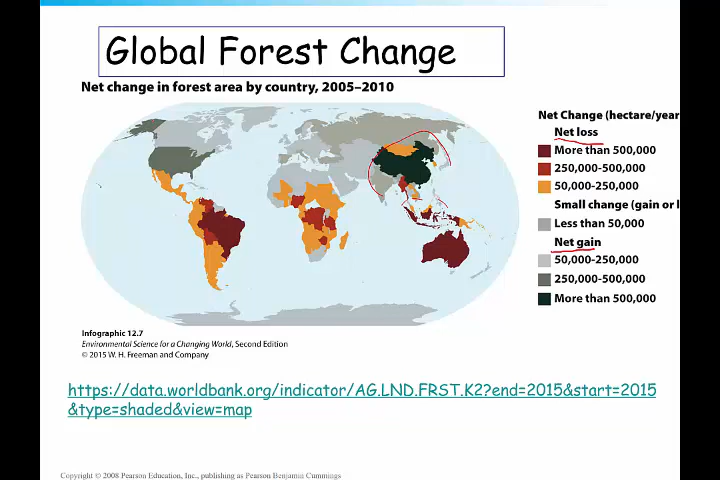 Global Forest Change
Net change in forest area by country, 2005–2010
Net Change (hectare/year
Net loss
More than 500,000
250,000-500,000
50,000-250,000
Small change (gain or l
Less than 50,000
Net gain
50,000-250,000
250,000-500,000
More than 500,000
Infographic 12.7
Environmental Science for a Changing World, Second Edition
© 2015 W. H. Freeman and Company
https://data.worldbank.org/indicator/AG.LND.FRST.K2?end=2015&start=2015
&type=shaded&view=map
Copyright © 2008 Pearson Education, Inc., publishing as Pearson Benjamin Cummings